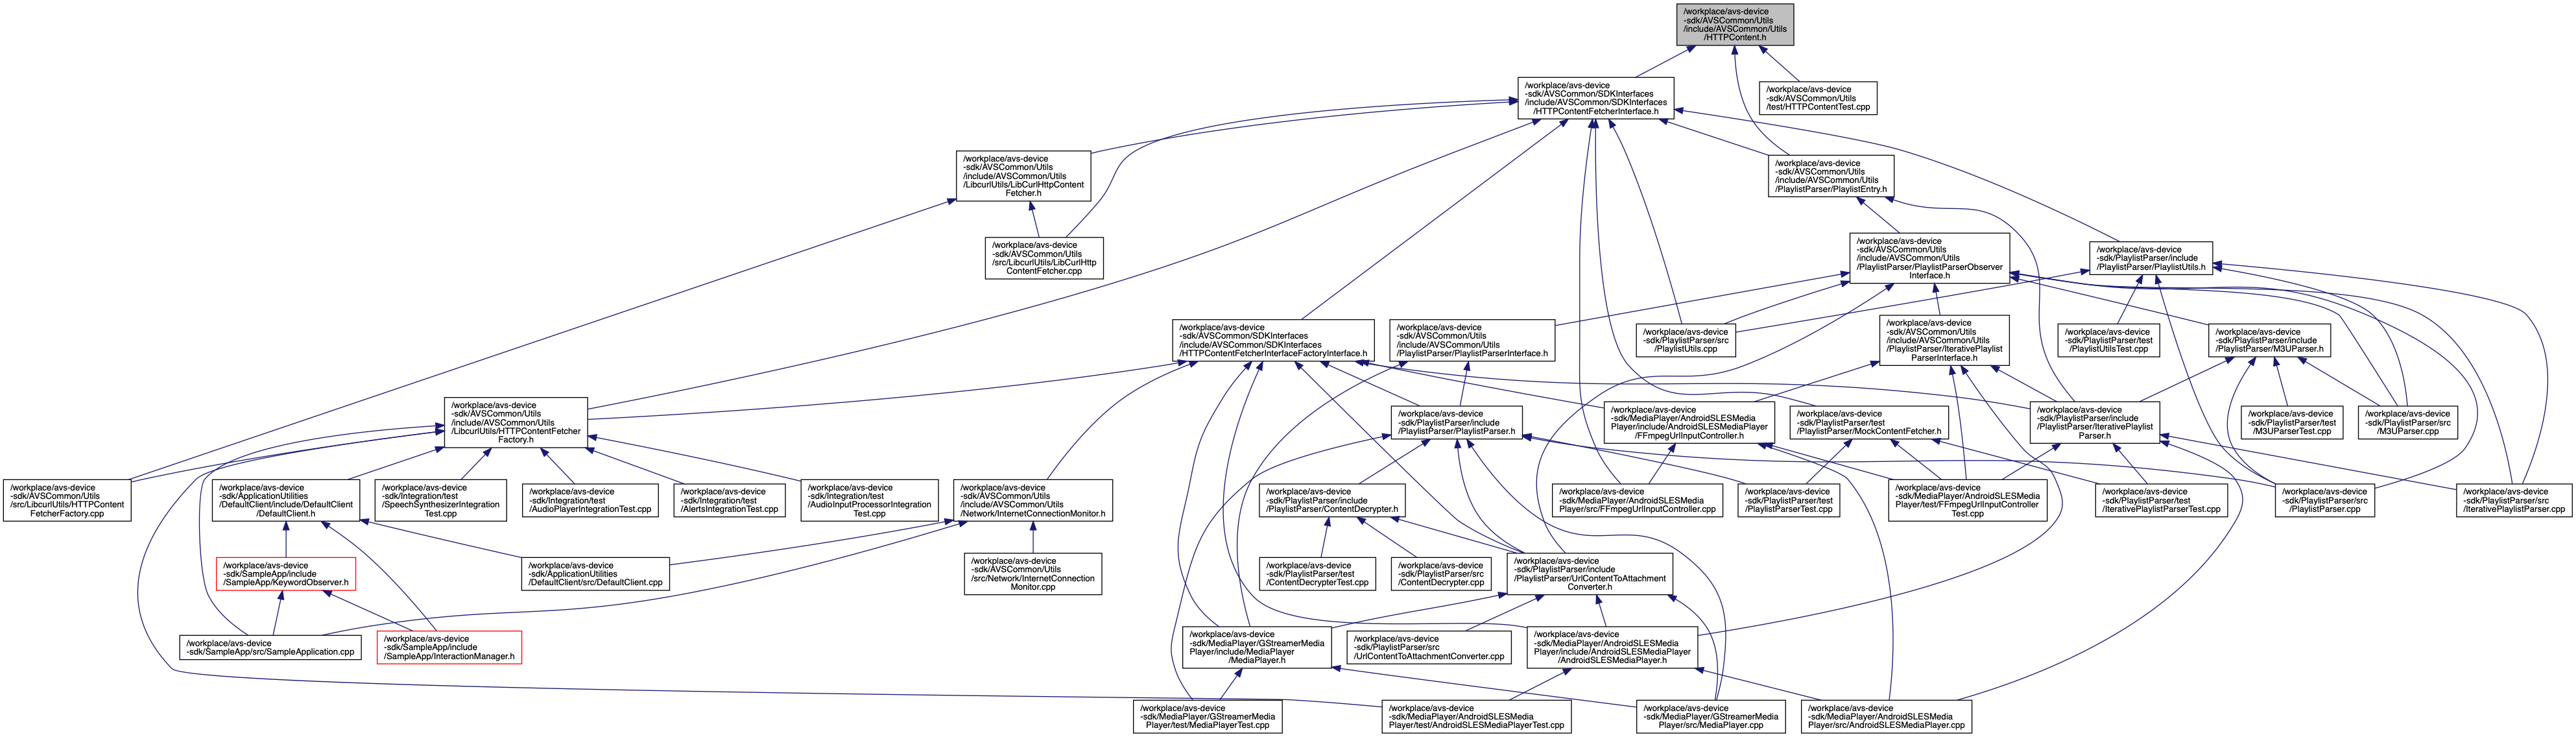 /workplace/avs-device
-sdk/AVSCommon/Utils
/include/AVSCommon/Utils
/HTTPContent.h
/workplace/avs-device
-sdk/AVSCommon/SDKInterfaces
/include/AVSCommon/SDKInterfaces
/HTTPContentFetcherInterface.h
/workplace/avs-device
-sdk/AVSCommon/Utils
/test/HTTPContentTest.cpp
/workplace/avs-device
-sdk/AVSCommon/Utils
/include/AVSCommon/Utils
/LibcurlUtils/LibCurlHttpContent
Fetcher.h
/workplace/avs-device
-sdk/AVSCommon/Utils
/include/AVSCommon/Utils
/PlaylistParser/PlaylistEntry.h
/workplace/avs-device
-sdk/AVSCommon/Utils
/src/LibcurlUtils/LibCurlHttp
ContentFetcher.cpp
/workplace/avs-device
-sdk/AVSCommon/Utils
/include/AVSCommon/Utils
/PlaylistParser/PlaylistParserObserver
Interface.h
/workplace/avs-device
-sdk/PlaylistParser/include
/PlaylistParser/PlaylistUtils.h
/workplace/avs-device
-sdk/AVSCommon/SDKInterfaces
/include/AVSCommon/SDKInterfaces
/HTTPContentFetcherInterfaceFactoryInterface.h
/workplace/avs-device
-sdk/AVSCommon/Utils
/include/AVSCommon/Utils
/PlaylistParser/PlaylistParserInterface.h
/workplace/avs-device
-sdk/PlaylistParser/src
/PlaylistUtils.cpp
/workplace/avs-device
-sdk/AVSCommon/Utils
/include/AVSCommon/Utils
/PlaylistParser/IterativePlaylist
ParserInterface.h
/workplace/avs-device
-sdk/PlaylistParser/test
/PlaylistUtilsTest.cpp
/workplace/avs-device
-sdk/PlaylistParser/include
/PlaylistParser/M3UParser.h
/workplace/avs-device
-sdk/AVSCommon/Utils
/include/AVSCommon/Utils
/LibcurlUtils/HTTPContentFetcher
Factory.h
/workplace/avs-device
-sdk/PlaylistParser/include
/PlaylistParser/PlaylistParser.h
/workplace/avs-device
-sdk/MediaPlayer/AndroidSLESMedia
Player/include/AndroidSLESMediaPlayer
/FFmpegUrlInputController.h
/workplace/avs-device
-sdk/PlaylistParser/test
/PlaylistParser/MockContentFetcher.h
/workplace/avs-device
-sdk/PlaylistParser/include
/PlaylistParser/IterativePlaylist
Parser.h
/workplace/avs-device
-sdk/PlaylistParser/test
/M3UParserTest.cpp
/workplace/avs-device
-sdk/PlaylistParser/src
/M3UParser.cpp
/workplace/avs-device
-sdk/AVSCommon/Utils
/src/LibcurlUtils/HTTPContent
FetcherFactory.cpp
/workplace/avs-device
-sdk/ApplicationUtilities
/DefaultClient/include/DefaultClient
/DefaultClient.h
/workplace/avs-device
-sdk/Integration/test
/SpeechSynthesizerIntegration
Test.cpp
/workplace/avs-device
-sdk/Integration/test
/AudioPlayerIntegrationTest.cpp
/workplace/avs-device
-sdk/Integration/test
/AlertsIntegrationTest.cpp
/workplace/avs-device
-sdk/Integration/test
/AudioInputProcessorIntegration
Test.cpp
/workplace/avs-device
-sdk/AVSCommon/Utils
/include/AVSCommon/Utils
/Network/InternetConnectionMonitor.h
/workplace/avs-device
-sdk/PlaylistParser/include
/PlaylistParser/ContentDecrypter.h
/workplace/avs-device
-sdk/MediaPlayer/AndroidSLESMedia
Player/src/FFmpegUrlInputController.cpp
/workplace/avs-device
-sdk/PlaylistParser/test
/PlaylistParserTest.cpp
/workplace/avs-device
-sdk/MediaPlayer/AndroidSLESMedia
Player/test/FFmpegUrlInputController
Test.cpp
/workplace/avs-device
-sdk/PlaylistParser/test
/IterativePlaylistParserTest.cpp
/workplace/avs-device
-sdk/PlaylistParser/src
/PlaylistParser.cpp
/workplace/avs-device
-sdk/PlaylistParser/src
/IterativePlaylistParser.cpp
/workplace/avs-device
-sdk/SampleApp/include
/SampleApp/KeywordObserver.h
/workplace/avs-device
-sdk/ApplicationUtilities
/DefaultClient/src/DefaultClient.cpp
/workplace/avs-device
-sdk/AVSCommon/Utils
/src/Network/InternetConnection
Monitor.cpp
/workplace/avs-device
-sdk/PlaylistParser/test
/ContentDecrypterTest.cpp
/workplace/avs-device
-sdk/PlaylistParser/src
/ContentDecrypter.cpp
/workplace/avs-device
-sdk/PlaylistParser/include
/PlaylistParser/UrlContentToAttachment
Converter.h
/workplace/avs-device
-sdk/SampleApp/src/SampleApplication.cpp
/workplace/avs-device
-sdk/SampleApp/include
/SampleApp/InteractionManager.h
/workplace/avs-device
-sdk/MediaPlayer/GStreamerMedia
Player/include/MediaPlayer
/MediaPlayer.h
/workplace/avs-device
-sdk/PlaylistParser/src
/UrlContentToAttachmentConverter.cpp
/workplace/avs-device
-sdk/MediaPlayer/AndroidSLESMedia
Player/include/AndroidSLESMediaPlayer
/AndroidSLESMediaPlayer.h
/workplace/avs-device
-sdk/MediaPlayer/GStreamerMedia
Player/test/MediaPlayerTest.cpp
/workplace/avs-device
-sdk/MediaPlayer/AndroidSLESMedia
Player/test/AndroidSLESMediaPlayerTest.cpp
/workplace/avs-device
-sdk/MediaPlayer/GStreamerMedia
Player/src/MediaPlayer.cpp
/workplace/avs-device
-sdk/MediaPlayer/AndroidSLESMedia
Player/src/AndroidSLESMediaPlayer.cpp